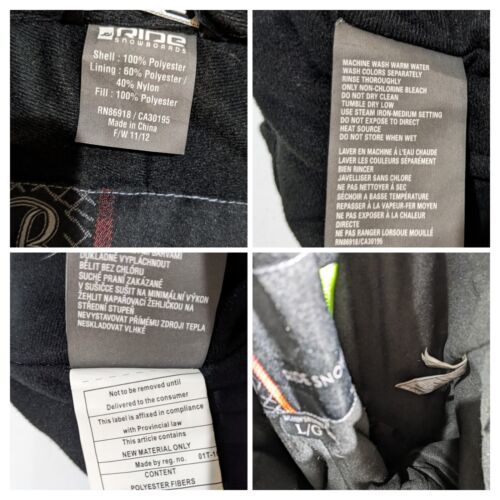 RIDE
SNOWBOARDS
Shell : 100% Polyester
Lining : 60% Polyester /
40% Nylon
Fill : 100% Polyester
RN86918 / CA30195
Made in China
F/W 11/12
MACHINE WASH WARM WATER
WASH COLORS SEPARATELY
RINSE THOROUGHLY
ONLY NON-CHLORINE BLEACH
DO NOT DRY CLEAN
TUMBLE DRY LOW
USE STEAM IRON-MEDIUM SETTING
DO NOT EXPOSE TO DIRECT
HEAT SOURCE
DO NOT STORE WHEN WET
LAVER EN MACHINE À L'EAU CHAUDE
LAVER LES COULEURS SÉPARÉMENT
BIEN RINCER
JAVELLISER SANS CHLORE
NE PAS NETTOYER À SEC
SÉCHOIR A BASSE TEMPÉRATURE
REPASSER À LA VAPEUR-FER MOYEN
NE PAS EXPOSER À LA CHALEUR
DIRECTE
NE PAS RANGER LORSQUE MOUILLÉ
RN86918/CA30195
BARVAMI
DŮKLADNĚ VYPLÁCHNOUT
BĚLIT BEZ CHLÓRU
SUCHÉ PRANÍ ZAKÁZANÉ
V SUŠIČCE SUŠIT NA MINIMÁLNÍ VÝKON
ŽEHLIT NAPAŘOVACÍ ŽEHLIČKOU NA
STŘEDNÍ STUPEŇ
NEVYSTAVOVAT PŘÍMÉMU ZDROJI TEPLA
NESKLADOVAT VLHKÉ
Not to be removed until
Delivered to the consumer
This label is affixed in compliance
with Provincial law
This article contains
NEW MATERIAL ONLY
Made by reg. no. 01T-1
CONTENT
POLYESTER FIBERS
IDE SNO
L/G